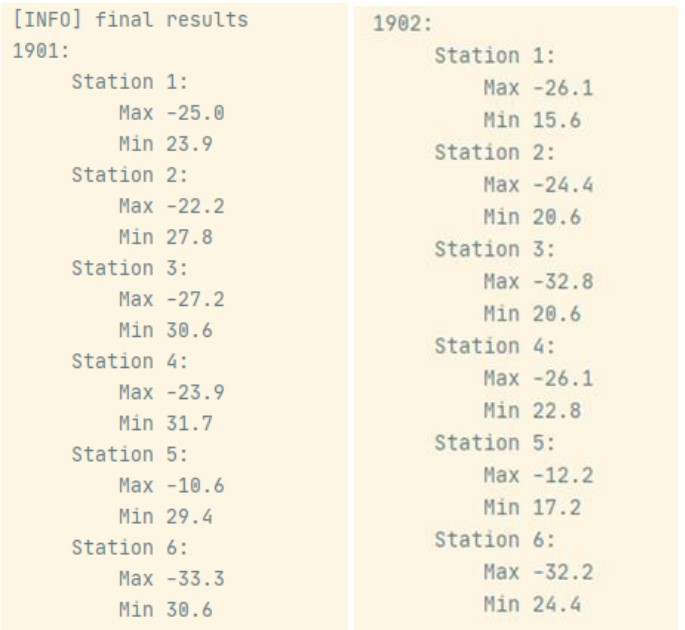 [INFO] final results
1901:
Station 1:
Max -25.0
Min 23.9
Station 2:
Max -22.2
Min 27.8
Station 3:
Max -27.2
Min 30.6
Station 4:
Max -23.9
Min 31.7
Station 5:
Max -10.6
Min 29.4
Station 6:
Max -33.3
Min 30.6
1902:
Station 1:
Max -26.1
Min 15.6
Station 2:
Max -24.4
Min 20.6
Station 3:
Max -32.8
Min 20.6
Station 4:
Max -26.1
Min 22.8
Station 5:
Max -12.2
Min 17.2
Station 6:
Max -32.2
Min 24.4